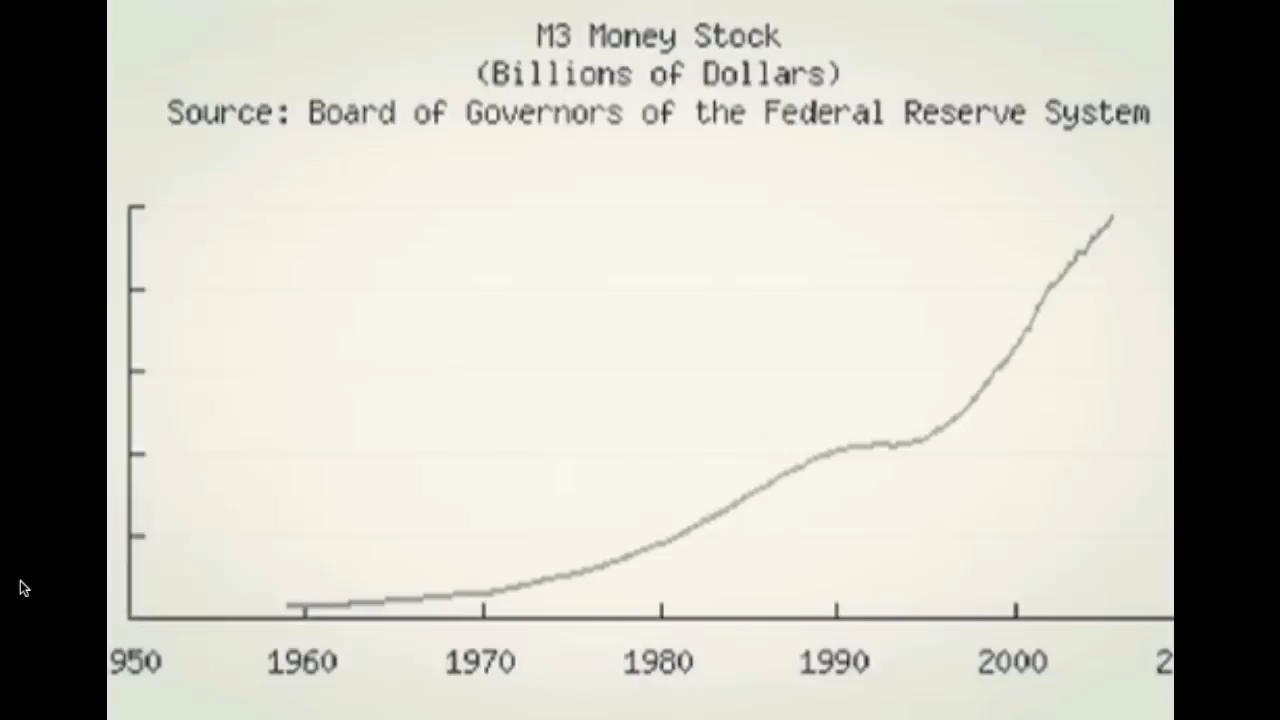 M3 Money Stock
(Billions of Dollars)
Source: Board of Governors of the Federal Reserve System
950 1960 1970 1980 1990 2000 2